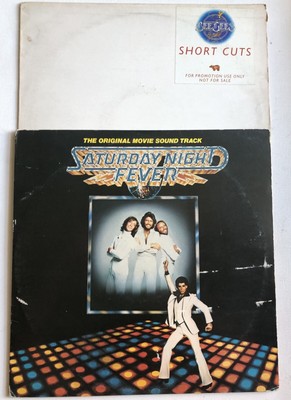 SHORT CUTS
FOR PROMOTION USE ONLY
NOT FOR SALE
THE ORIGINAL MOVIE SOUND TRACK
SATURDAY NIGHT
FEVER